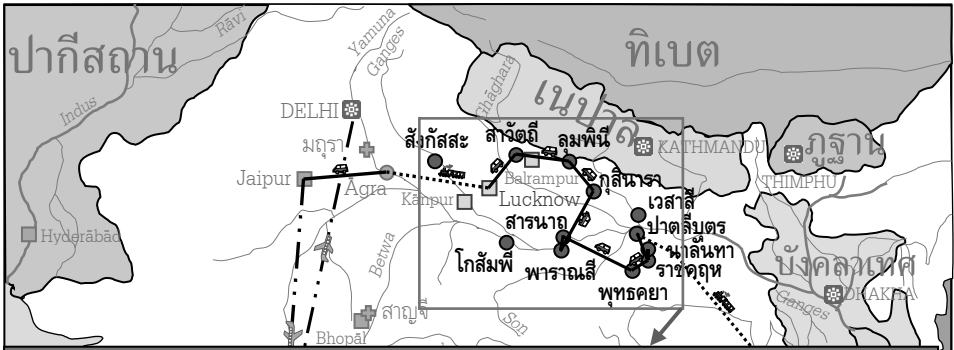 ปากีสถาน
Rāvi
Yamuna
Ganges
ทิเบต
Indus
Ghāghara
เนปาล
DELHI
มถุรา
สังกัสสะ
สาวัตถี
ลุมพินี
KATHMANDU
ภูฐาน
Jaipur
Agra
Balrampur
กุสินารา
THIMPHU
Kānpur
Lucknow
เวสาลี
สารนาถ
ปาตลีบุตร
Hyderābād
Betwa
โกสัมพี
พาราณสี
นาลันทา
ราชคฤห
บังคลาเทศ
พุทธคยา
DHAKHA
Ganges
สาญจี
Son
Bhopāl